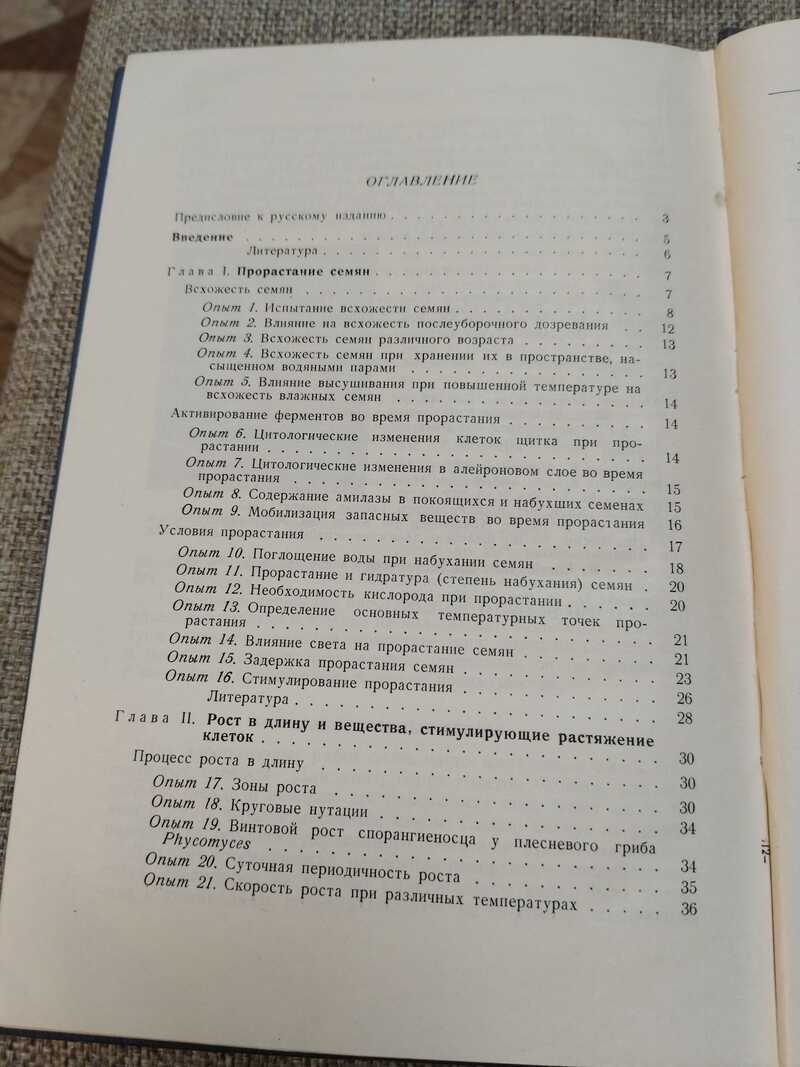 ОГЛАВЛЕНИЕ
Предисловие к русскому изданию . . . . . . . . . . . . . . . . 3
Введение . . . . . . . . . . . . . . . . . . . . . . . . . 5
Литература . . . . . . . . . . . . . . . . . . . . 6
Глава I. Прорастание семян . . . . . . . . . . . . . . . . . 7
Всхожесть семян . . . . . . . . . . . . . . . . . . . . . 7
Опыт 1. Испытание всхожести семян . . . . . . . . . . . . 8
Опыт 2. Влияние на всхожесть послеуборочного дозревания . . 12
Опыт 3. Всхожесть семян различного возраста . . . . . . . . 13
Опыт 4. Всхожесть семян при хранении их в пространстве, на-
сыщенном водяными парами . . . . . . . . . . . . . . 13
Опыт 5. Влияние высушивания при повышенной температуре на
всхожесть влажных семян . . . . . . . . . . . . . . . 14
Активирование ферментов во время прорастания . . . . . . . . . 14
Опыт 6. Цитологические изменения клеток щитка при про-
растании . . . . . . . . . . . . . . . . . . . . . . 14
Опыт 7. Цитологические изменения в алейроновом слое во время
прорастания . . . . . . . . . . . . . . . . . . . . . 15
Опыт 8. Содержание амилазы в покоящихся и набухших семенах 15
Опыт 9. Мобилизация запасных веществ во время прорастания 16
Условия прорастания . . . . . . . . . . . . . . . . . . . . 17
Опыт 10. Поглощение воды при набухании семян . . . . . . 18
Опыт 11. Прорастание и гидратура (степень набухания) семян . 20
Опыт 12. Необходимость кислорода при прорастании . . . . . . 20
Опыт 13. Определение основных температурных точек про-
растания . . . . . . . . . . . . . . . . . . . . . . 21
Опыт 14. Влияние света на прорастание семян . . . . . . . . 21
Опыт 15. Задержка прорастания семян . . . . . . . . . . . 23
Опыт 16. Стимулирование прорастания . . . . . . . . . . . 26
Литература . . . . . . . . . . . . . . . . . . . . 28
Глава II. Рост в длину и вещества, стимулирующие растяжение
клеток . . . . . . . . . . . . . . . . . . . . . . . 30
Процесс роста в длину . . . . . . . . . . . . . . . . . . 30
Опыт 17. Зоны роста . . . . . . . . . . . . . . . . . . 30
Опыт 18. Круговые нутации . . . . . . . . . . . . . . . 34
Опыт 19. Винтовой рост спорангиеносца у плесневого гриба
Phycomyces . . . . . . . . . . . . . . . . . . . . . 34
Опыт 20. Суточная периодичность роста . . . . . . . . . . 35
Опыт 21. Скорость роста при различных температурах . . . . . 36